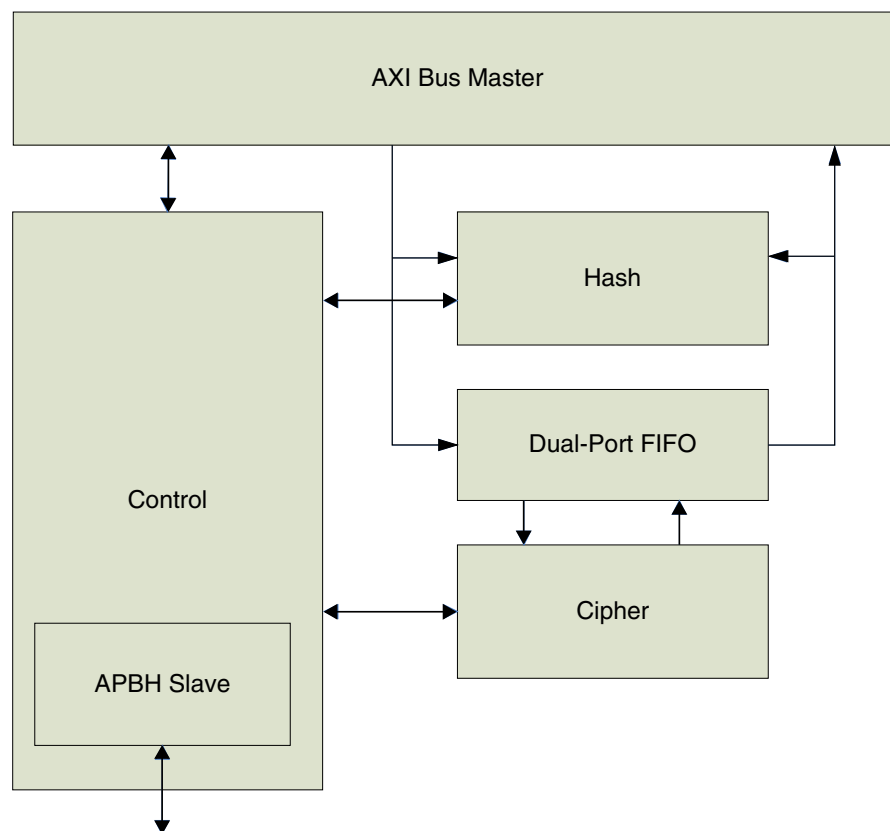 AXI Bus Master
Hash
Dual-Port FIFO
Control
Cipher
APBH Slave